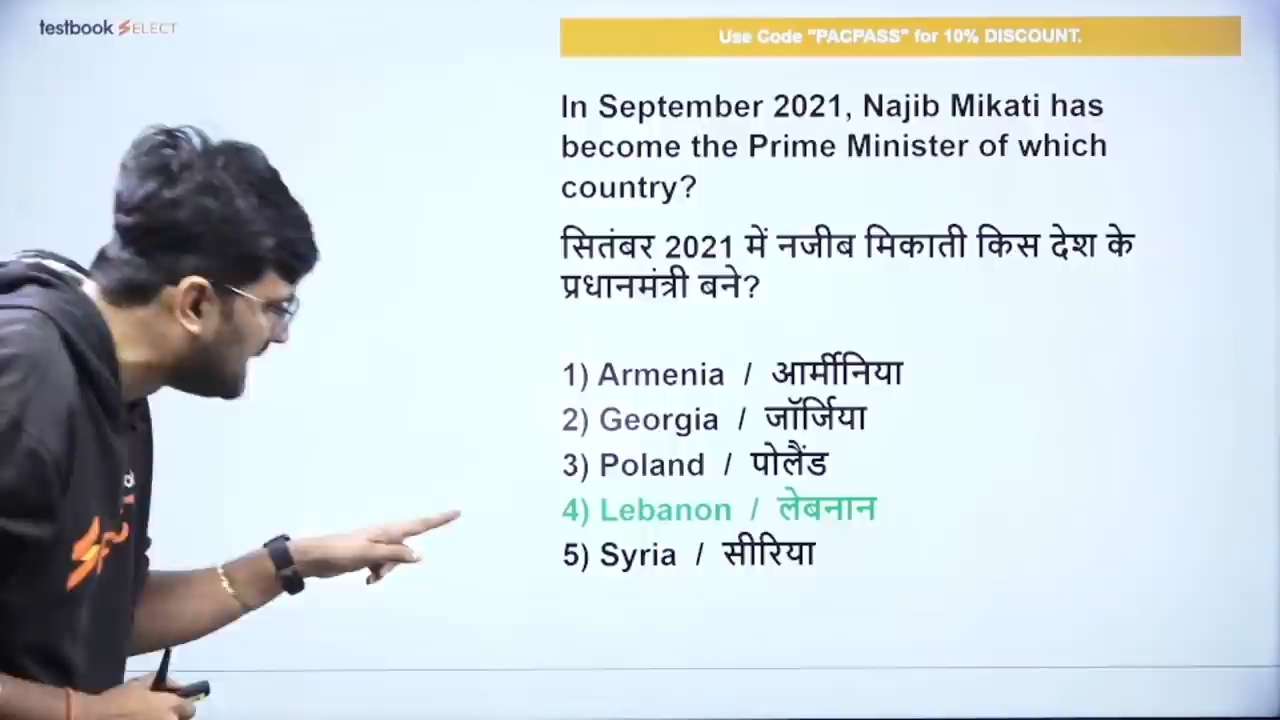 testbook SELECT
Use Code "PACPASS" for 10% DISCOUNT.
In September 2021, Najib Mikati has
become the Prime Minister of which
country?
सितंबर 2021 में नजीब मिकाती किस देश के
प्रधानमंत्री बने?
1) Armenia / आर्मीनिया
2) Georgia / जॉर्जिया
3) Poland / पोलैंड
4) Lebanon / लेबनान
5) Syria / सीरिया